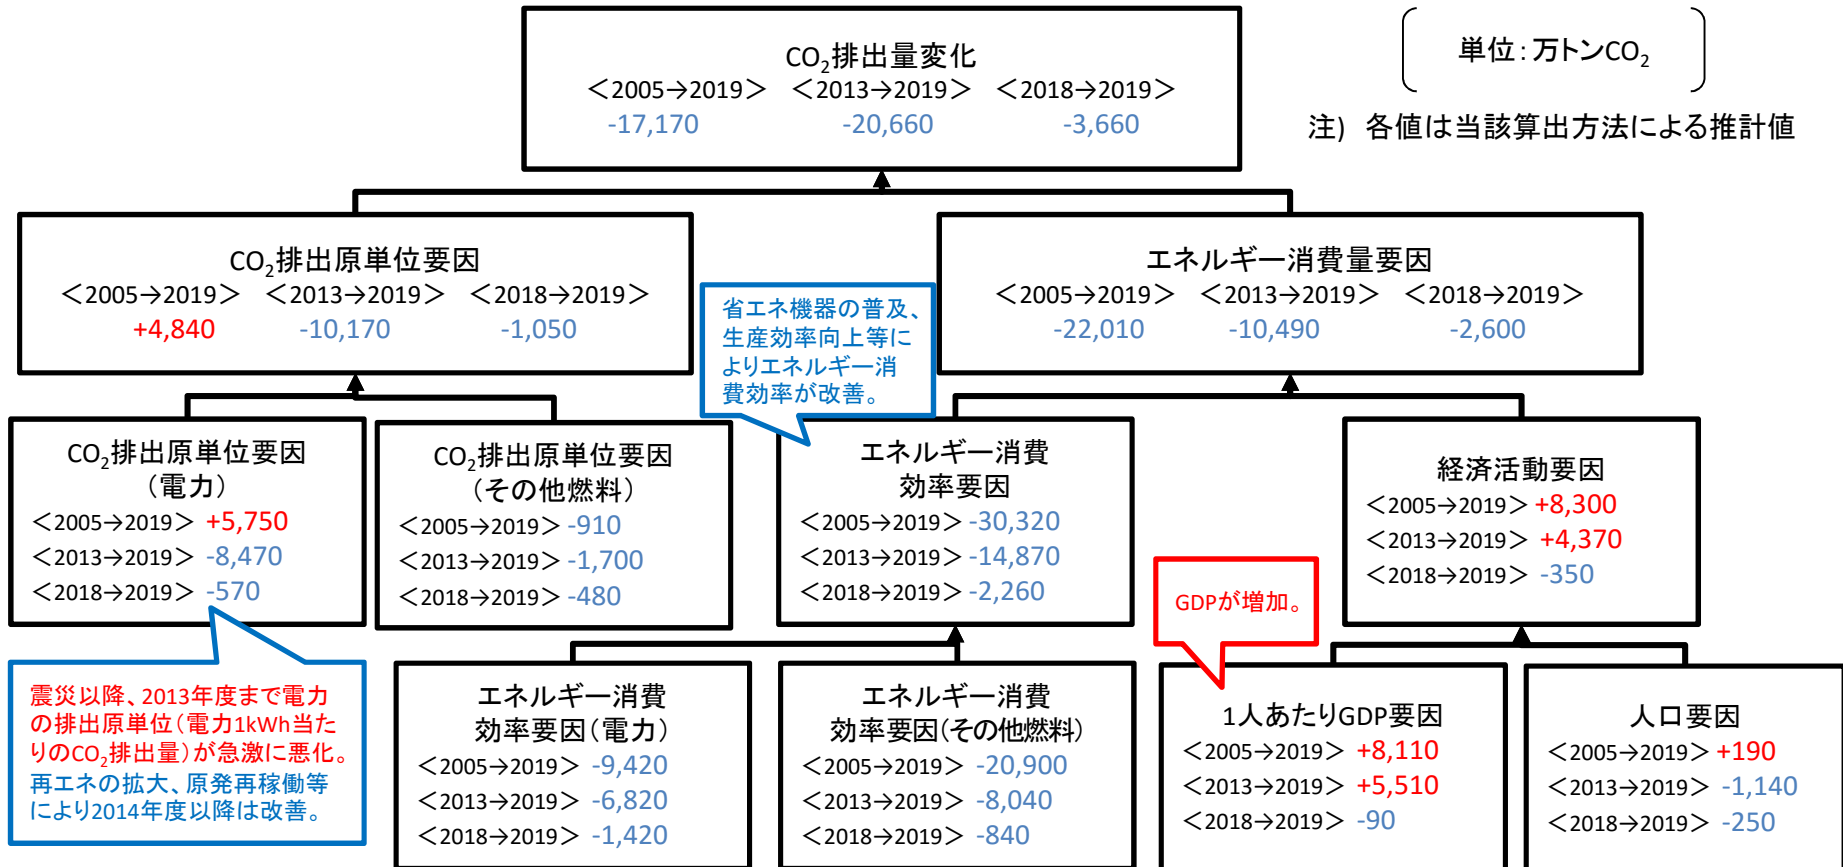 CO₂排出量変化
＜2005→2019＞ ＜2013→2019＞ ＜2018→2019＞
-17,170 -20,660 -3,660
単位：万トンCO₂
注) 各値は当該算出方法による推計値
CO₂排出原単位要因
＜2005→2019＞ ＜2013→2019＞ ＜2018→2019＞
+4,840 -10,170 -1,050
省エネ機器の普及、
生産効率向上等に
よりエネルギー消
費効率が改善。
エネルギー消費量要因
＜2005→2019＞ ＜2013→2019＞ ＜2018→2019＞
-22,010 -10,490 -2,600
CO₂排出原単位要因
（電力）
＜2005→2019＞ +5,750
＜2013→2019＞ -8,470
＜2018→2019＞ -570
CO₂排出原単位要因
（その他燃料）
＜2005→2019＞ -910
＜2013→2019＞ -1,700
＜2018→2019＞ -480
エネルギー消費
効率要因
＜2005→2019＞ -30,320
＜2013→2019＞ -14,870
＜2018→2019＞ -2,260
経済活動要因
＜2005→2019＞ +8,300
＜2013→2019＞ +4,370
＜2018→2019＞ -350
GDPが増加。
震災以降、2013年度まで電力
の排出原単位（電力1kWh当た
りのCO₂排出量）が急激に悪化。
再エネの拡大、原発再稼働等
により2014年度以降は改善。
エネルギー消費
効率要因（電力）
＜2005→2019＞ -9,420
＜2013→2019＞ -6,820
＜2018→2019＞ -1,420
エネルギー消費
効率要因（その他燃料）
＜2005→2019＞ -20,900
＜2013→2019＞ -8,040
＜2018→2019＞ -840
1人あたりGDP要因
＜2005→2019＞ +8,110
＜2013→2019＞ +5,510
＜2018→2019＞ -90
人口要因
＜2005→2019＞ +190
＜2013→2019＞ -1,140
＜2018→2019＞ -250